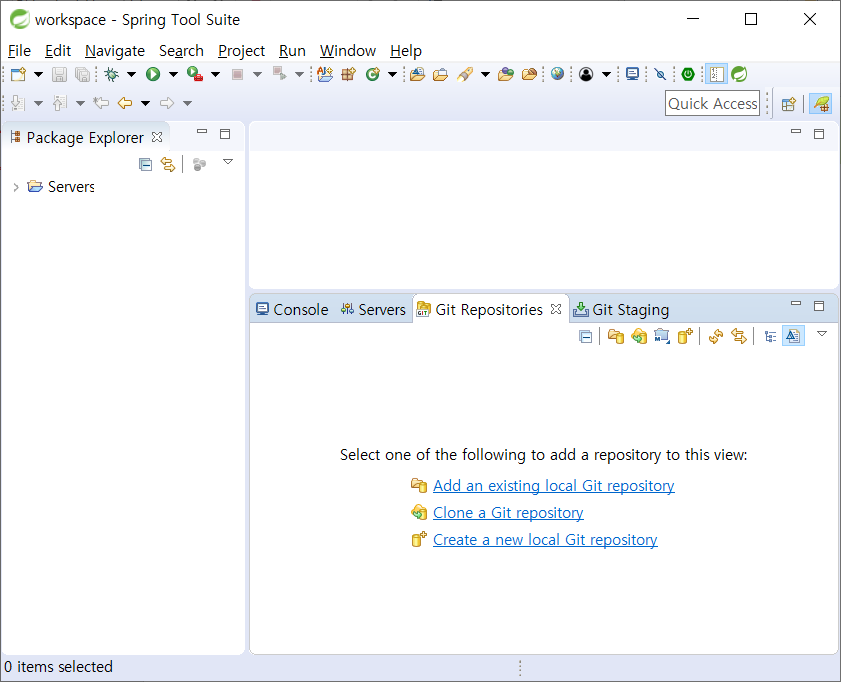 workspace - Spring Tool Suite
File Edit Navigate Search Project Run Window Help
Quick Access
Package Explorer
Servers
Console Servers Git Repositories Git Staging
Select one of the following to add a repository to this view:
Add an existing local Git repository
Clone a Git repository
Create a new local Git repository
0 items selected